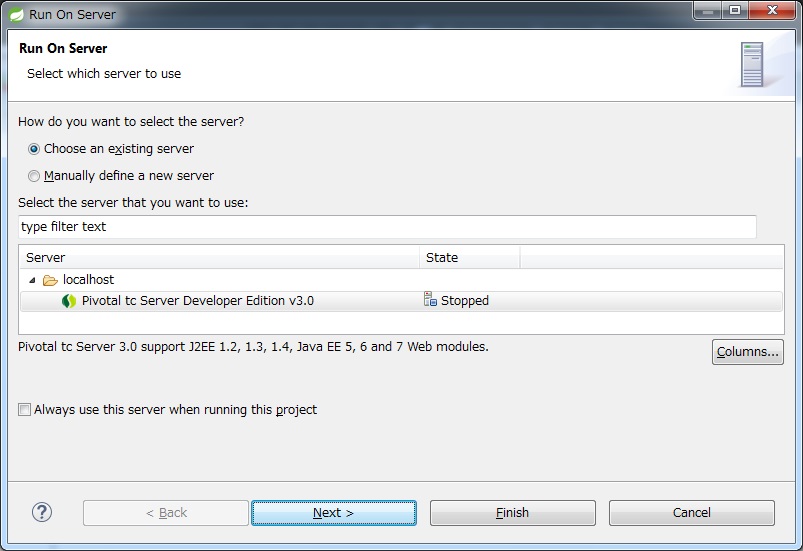 Run On Server
Run On Server
Select which server to use
How do you want to select the server?
Choose an existing server
Manually define a new server
Select the server that you want to use:
type filter text
Server State
localhost
Pivotal tc Server Developer Edition v3.0 Stopped
Pivotal tc Server 3.0 support J2EE 1.2, 1.3, 1.4, Java EE 5, 6 and 7 Web modules.
Columns...
Always use this server when running this project
? < Back Next > Finish Cancel